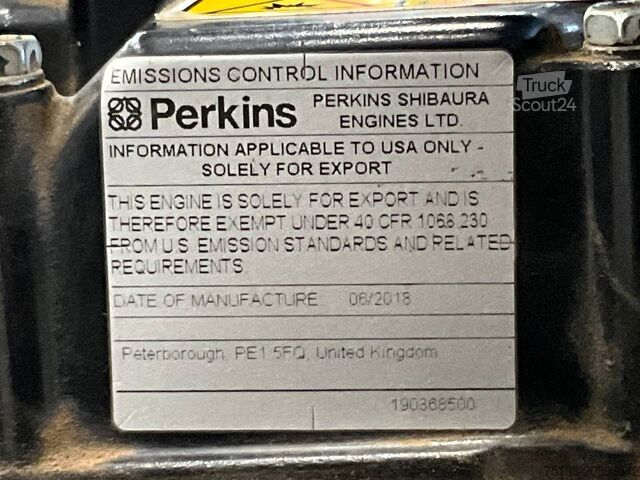 EMISSIONS CONTROL INFORMATION
Truck
Scout24
Perkins
PERKINS SHIBAURA
ENGINES LTD.
INFORMATION APPLICABLE TO USA ONLY -
SOLELY FOR EXPORT
THIS ENGINE IS SOLELY FOR EXPORT AND IS
THEREFORE EXEMPT UNDER 40 CFR 1068.230
FROM U.S. EMISSION STANDARDS AND RELATED
REQUIREMENTS.
DATE OF MANUFACTURE 06/2018
Peterborough, PE1 5FQ, United Kingdom
190368500